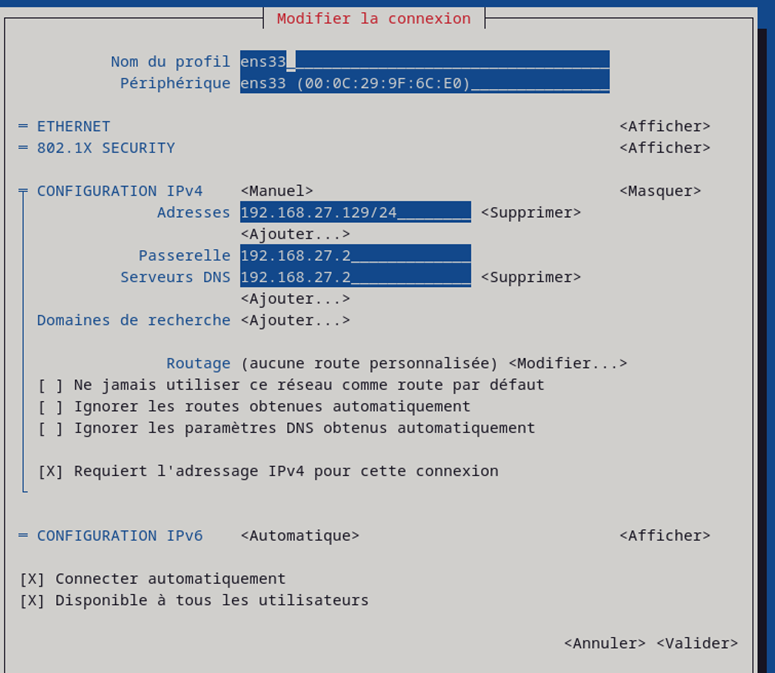 Modifier la connexion
Nom du profil ens33
Périphérique ens33 (00:0C:29:9F:6C:E0)
ETHERNET <Afficher>
802.1X SECURITY <Afficher>
CONFIGURATION IPv4 <Manuel> <Masquer>
Adresses 192.168.27.129/24 <Supprimer>
<Ajouter...>
Passerelle 192.168.27.2
Serveurs DNS 192.168.27.2 <Supprimer>
<Ajouter...>
Domaines de recherche <Ajouter...>
Routage (aucune route personnalisée) <Modifier...>
[ ] Ne jamais utiliser ce réseau comme route par défaut
[ ] Ignorer les routes obtenues automatiquement
[ ] Ignorer les paramètres DNS obtenus automatiquement
[X] Requiert l'adressage IPv4 pour cette connexion
CONFIGURATION IPv6 <Automatique> <Afficher>
[X] Connecter automatiquement
[X] Disponible à tous les utilisateurs
<Annuler> <Valider>